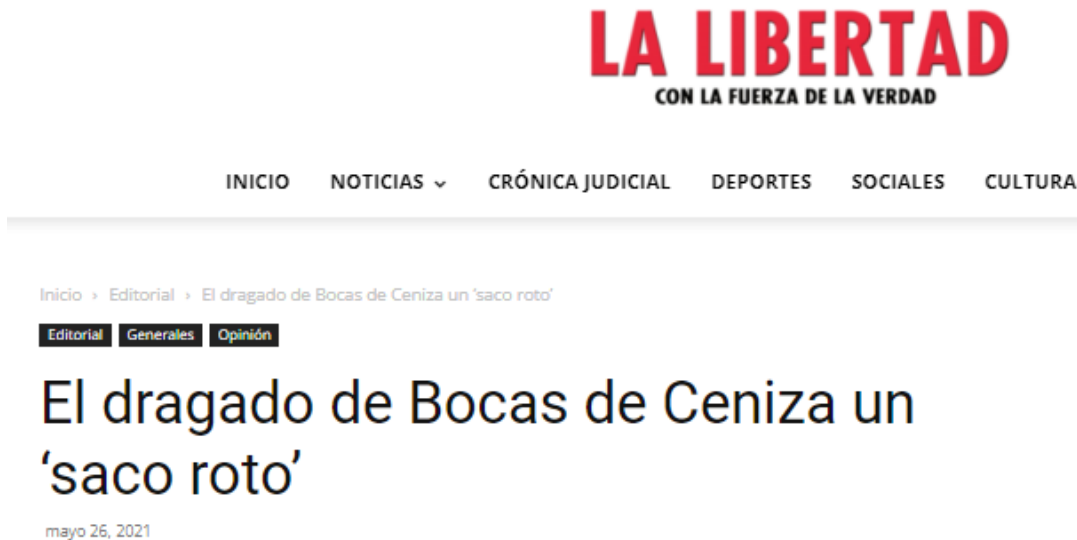 LA LIBERTAD
CON LA FUERZA DE LA VERDAD
INICIO NOTICIAS CRÓNICA JUDICIAL DEPORTES SOCIALES CULTURA
Inicio › Editorial › El dragado de Bocas de Ceniza un 'saco roto'
Editorial Generales Opinión
El dragado de Bocas de Ceniza un
‘saco roto’
mayo 26, 2021